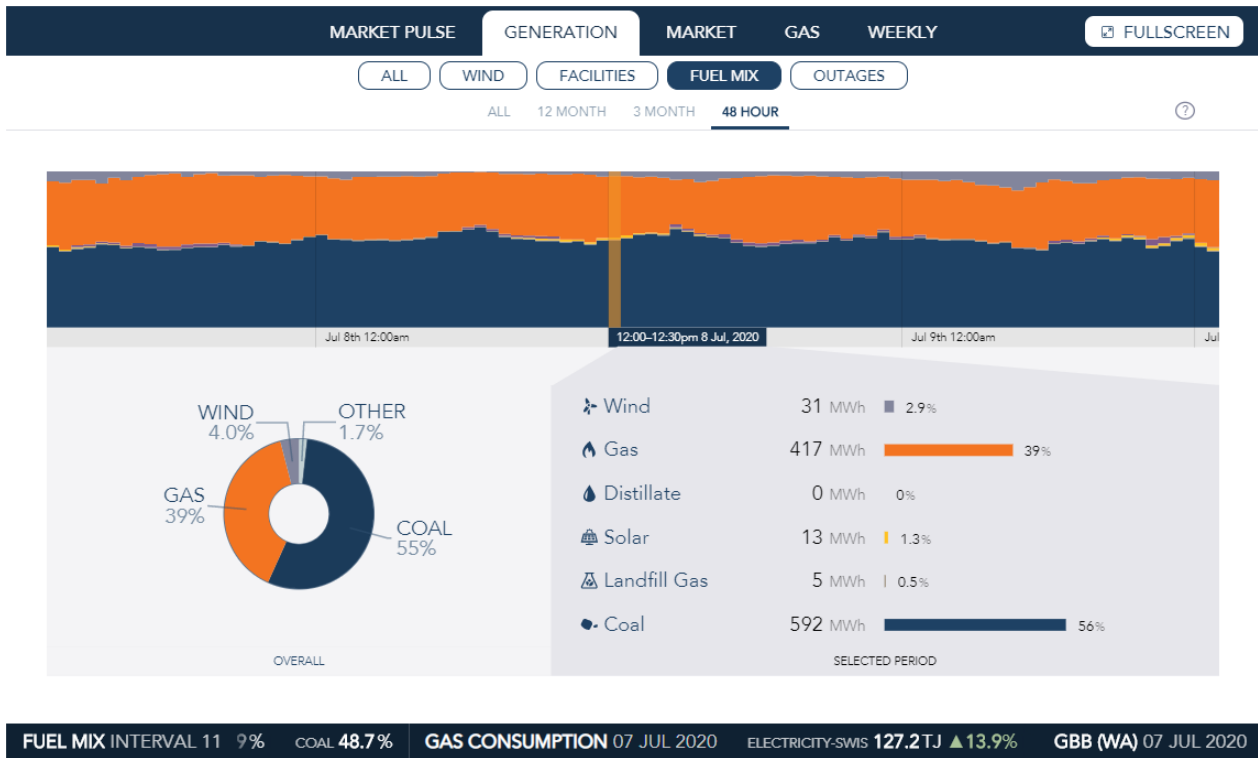 MARKET PULSE GENERATION MARKET GAS WEEKLY FULLSCREEN
ALL WIND FACILITIES FUEL MIX OUTAGES
ALL 12 MONTH 3 MONTH 48 HOUR ?
Jul 8th 12:00am 12:00–12:30pm 8 Jul, 2020 Jul 9th 12:00am Jul
WIND
4.0%
OTHER
1.7%
GAS
39%
COAL
55%
OVERALL
Wind 31 MWh 2.9%
Gas 417 MWh 39%
Distillate 0 MWh 0%
Solar 13 MWh 1.3%
Landfill Gas 5 MWh 0.5%
Coal 592 MWh 56%
SELECTED PERIOD
FUEL MIX INTERVAL 11 9% COAL 48.7% GAS CONSUMPTION 07 JUL 2020 ELECTRICITY-SWIS 127.2 TJ ▲13.9% GBB (WA) 07 JUL 2020